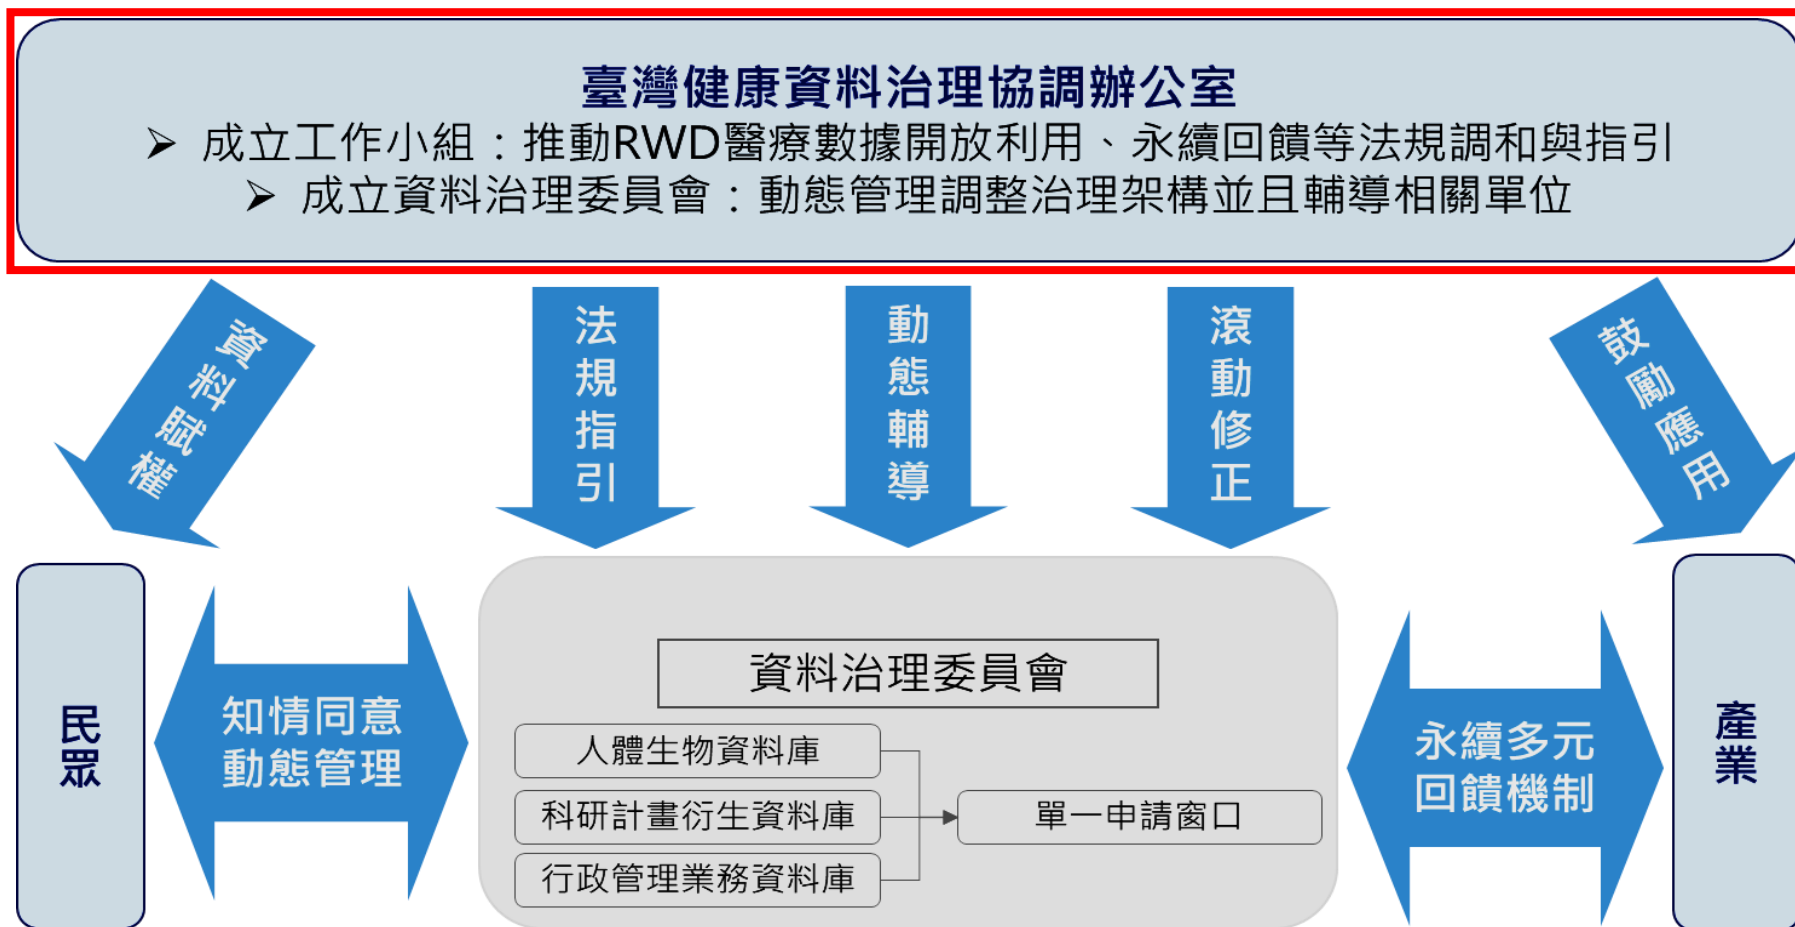 臺灣健康資料治理協調辦公室
➢ 成立工作小組：推動RWD醫療數據開放利用、永續回饋等法規調和與指引
➢ 成立資料治理委員會：動態管理調整治理架構並且輔導相關單位
資料賦權
法規指引
動態輔導
滾動修正
鼓勵應用
民眾
知情同意
動態管理
資料治理委員會
人體生物資料庫
科研計畫衍生資料庫
行政管理業務資料庫
單一申請窗口
永續多元
回饋機制
產業